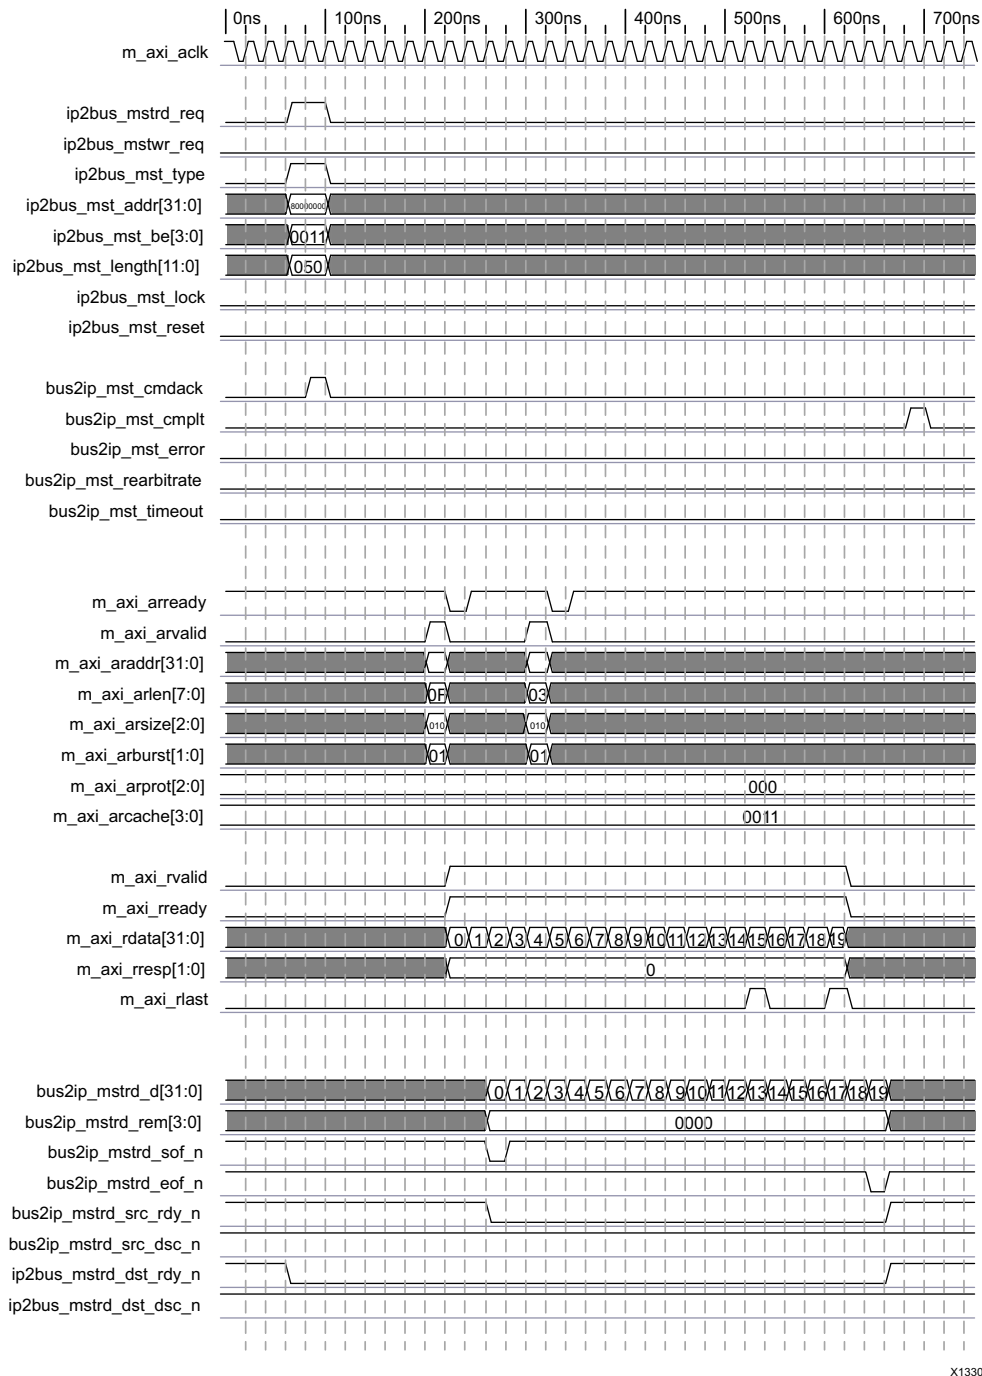 0ns 100ns 200ns 300ns 400ns 500ns 600ns 700ns
m_axi_aclk
ip2bus_mstrd_req
ip2bus_mstwr_req
ip2bus_mst_type
ip2bus_mst_addr[31:0] 80000000
ip2bus_mst_be[3:0] 0011
ip2bus_mst_length[11:0] 050
ip2bus_mst_lock
ip2bus_mst_reset
bus2ip_mst_cmdack
bus2ip_mst_cmplt
bus2ip_mst_error
bus2ip_mst_rearbitrate
bus2ip_mst_timeout
m_axi_arready
m_axi_arvalid
m_axi_araddr[31:0]
m_axi_arlen[7:0] 0F 03
m_axi_arsize[2:0] 010 010
m_axi_arburst[1:0] 01 01
m_axi_arprot[2:0] 000
m_axi_arcache[3:0] 0011
m_axi_rvalid
m_axi_rready
m_axi_rdata[31:0] 0 1 2 3 4 5 6 7 8 9 10 11 12 13 14 15 16 17 18 19
m_axi_rresp[1:0] 0
m_axi_rlast
bus2ip_mstrd_d[31:0] 0 1 2 3 4 5 6 7 8 9 10 11 12 13 14 15 16 17 18 19
bus2ip_mstrd_rem[3:0] 0000
bus2ip_mstrd_sof_n
bus2ip_mstrd_eof_n
bus2ip_mstrd_src_rdy_n
bus2ip_mstrd_src_dsc_n
ip2bus_mstrd_dst_rdy_n
ip2bus_mstrd_dst_dsc_n
X1330